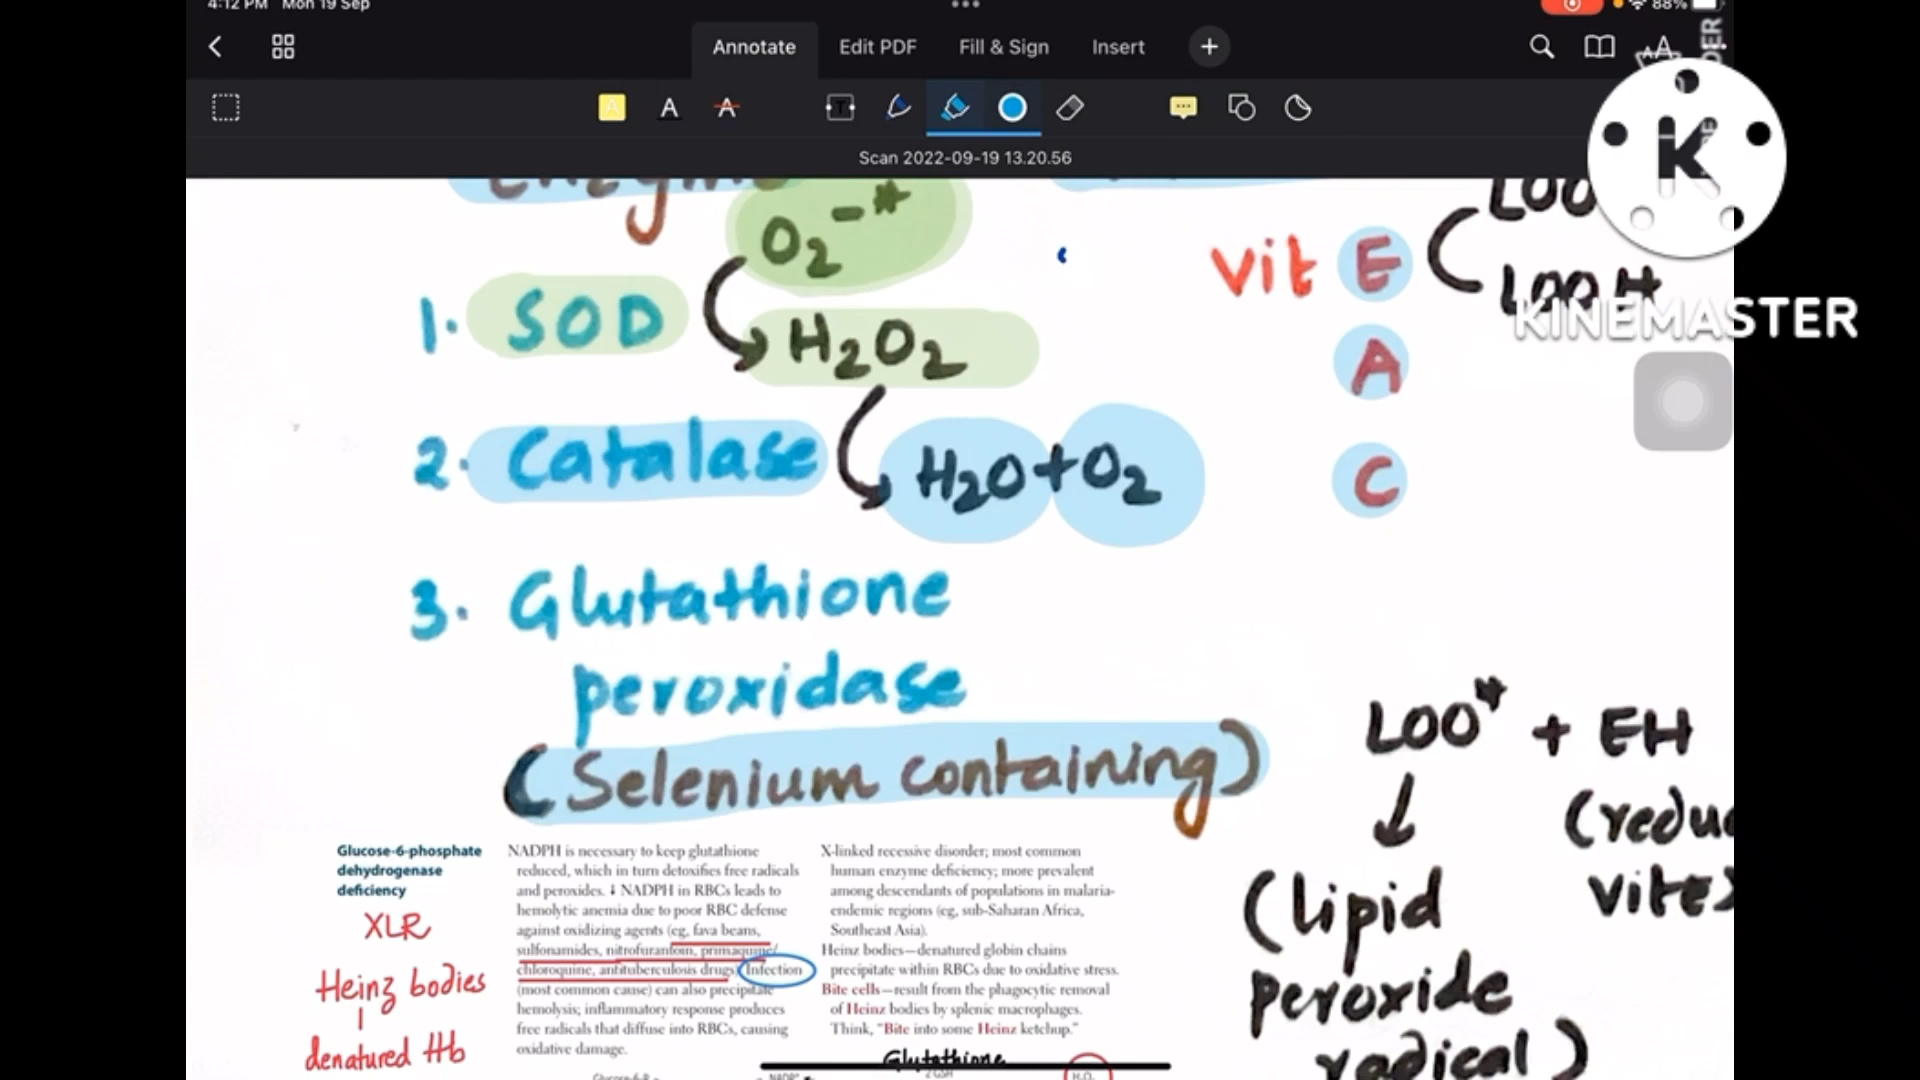 4:12 PM Mon 19 Sep
88%
Annotate Edit PDF Fill & Sign Insert +
Scan 2022-09-19 13.20.56
Enzyme
O2 -*
1. SOD H2O2
2. Catalase H2O+O2
3. Glutathione
peroxidase
(Selenium containing)
Vit E
A
C
LOO
LOOH
KINEMASTER
LOO* + EH
(lipid
peroxide
radical)
(redu
vite
Glucose-6-phosphate
dehydrogenase
deficiency
XLR
Heinz bodies
denatured Hb
NADPH is necessary to keep glutathione
reduced, which in turn detoxifies free radicals
and peroxides. ↓ NADPH in RBCs leads to
hemolytic anemia due to poor RBC defense
against oxidizing agents (eg, fava beans,
sulfonamides, nitrofurantoin, primaquine/
chloroquine, antituberculosis drugs). Infection
(most common cause) can also precipitate
hemolysis; inflammatory response produces
free radicals that diffuse into RBCs, causing
oxidative damage.
X-linked recessive disorder; most common
human enzyme deficiency; more prevalent
among descendants of populations in malaria-
endemic regions (eg, sub-Saharan Africa,
Southeast Asia).
Heinz bodies—denatured globin chains
precipitate within RBCs due to oxidative stress.
Bite cells—result from the phagocytic removal
of Heinz bodies by splenic macrophages.
Think, "Bite into some Heinz ketchup."
Glutathione
2 GSH
H2O2